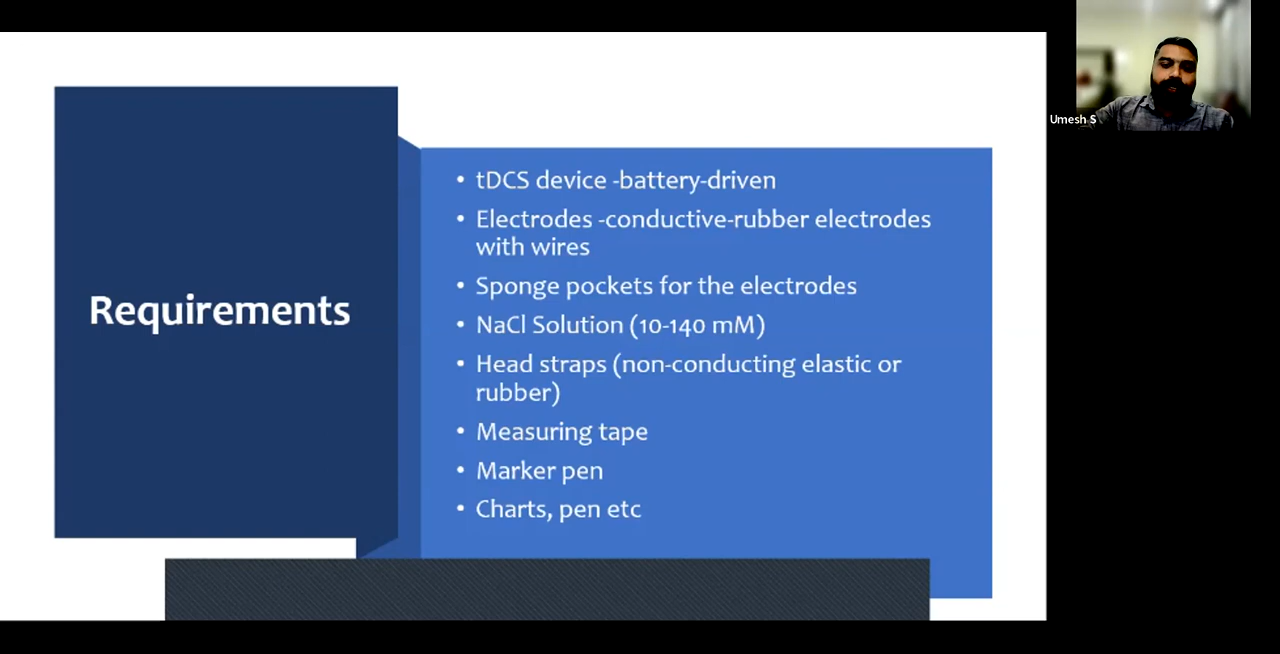 Requirements
• tDCS device -battery-driven
• Electrodes -conductive-rubber electrodes
with wires
• Sponge pockets for the electrodes
• NaCl Solution (10-140 mM)
• Head straps (non-conducting elastic or
rubber)
• Measuring tape
• Marker pen
• Charts, pen etc
Umesh S